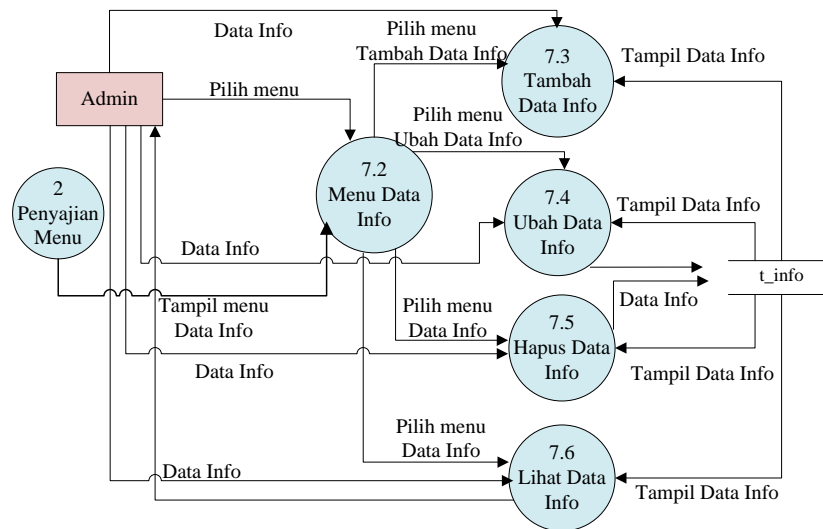 Data Info
Pilih menu
Tambah Data Info
7.3
Tambah
Data Info
Tampil Data Info
Admin
Pilih menu
Pilih menu
Ubah Data Info
7.2
Menu Data
Info
2
Penyajian
Menu
7.4
Ubah Data
Info
Tampil Data Info
Data Info
t_info
Tampil menu
Data Info
Pilih menu
Data Info
Data Info
7.5
Hapus Data
Info
Data Info
Tampil Data Info
Pilih menu
Data Info
7.6
Lihat Data
Info
Data Info
Tampil Data Info